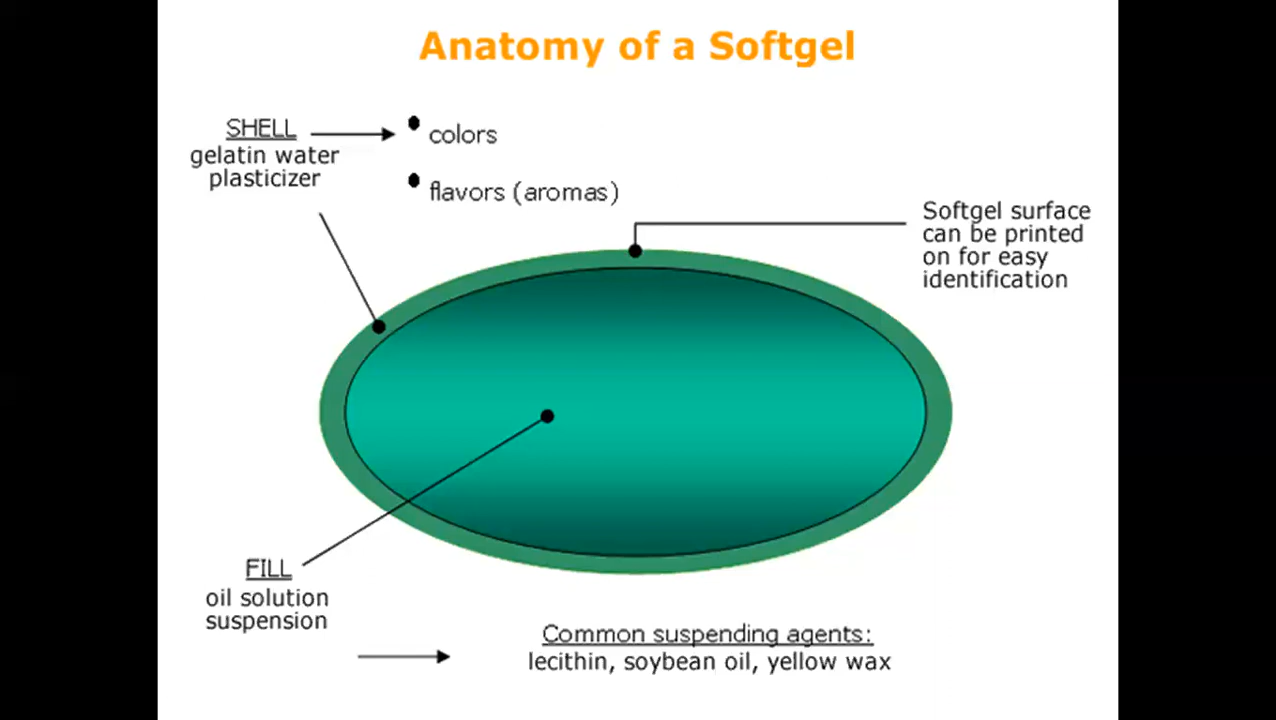 Anatomy of a Softgel
SHELL
gelatin water
plasticizer
colors
flavors (aromas)
Softgel surface
can be printed
on for easy
identification
FILL
oil solution
suspension
Common suspending agents:
lecithin, soybean oil, yellow wax